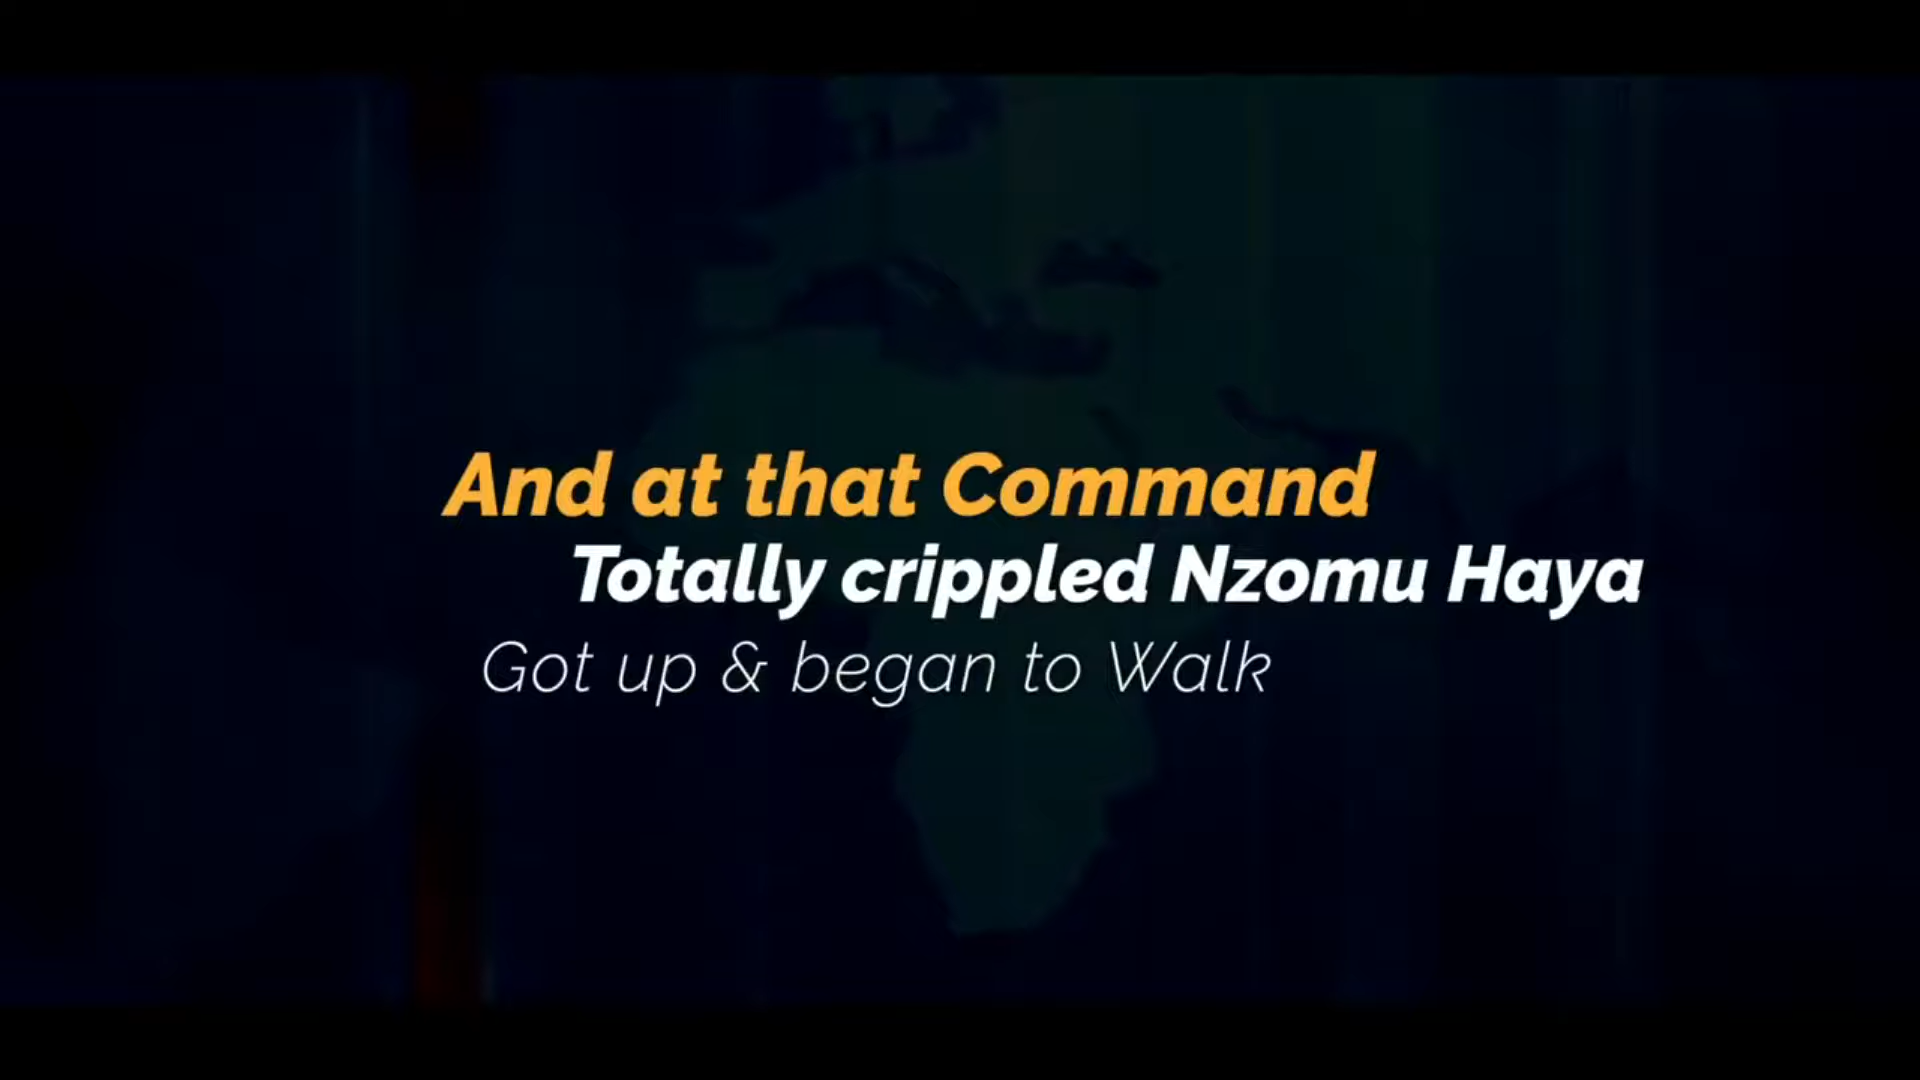 And at that Command
Totally crippled Nzomu Haya
Got up & began to Walk